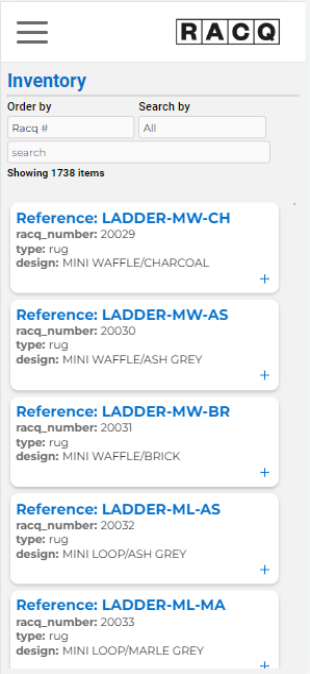 RACQ
Inventory
Order by Search by
Racq # All
search
Showing 1738 items
Reference: LADDER-MW-CH
racq_number: 20029
type: rug
design: MINI WAFFLE/CHARCOAL
+
Reference: LADDER-MW-AS
racq_number: 20030
type: rug
design: MINI WAFFLE/ASH GREY
+
Reference: LADDER-MW-BR
racq_number: 20031
type: rug
design: MINI WAFFLE/BRICK
+
Reference: LADDER-ML-AS
racq_number: 20032
type: rug
design: MINI LOOP/ASH GREY
+
Reference: LADDER-ML-MA
racq_number: 20033
type: rug
design: MINI LOOP/MARLE GREY
+